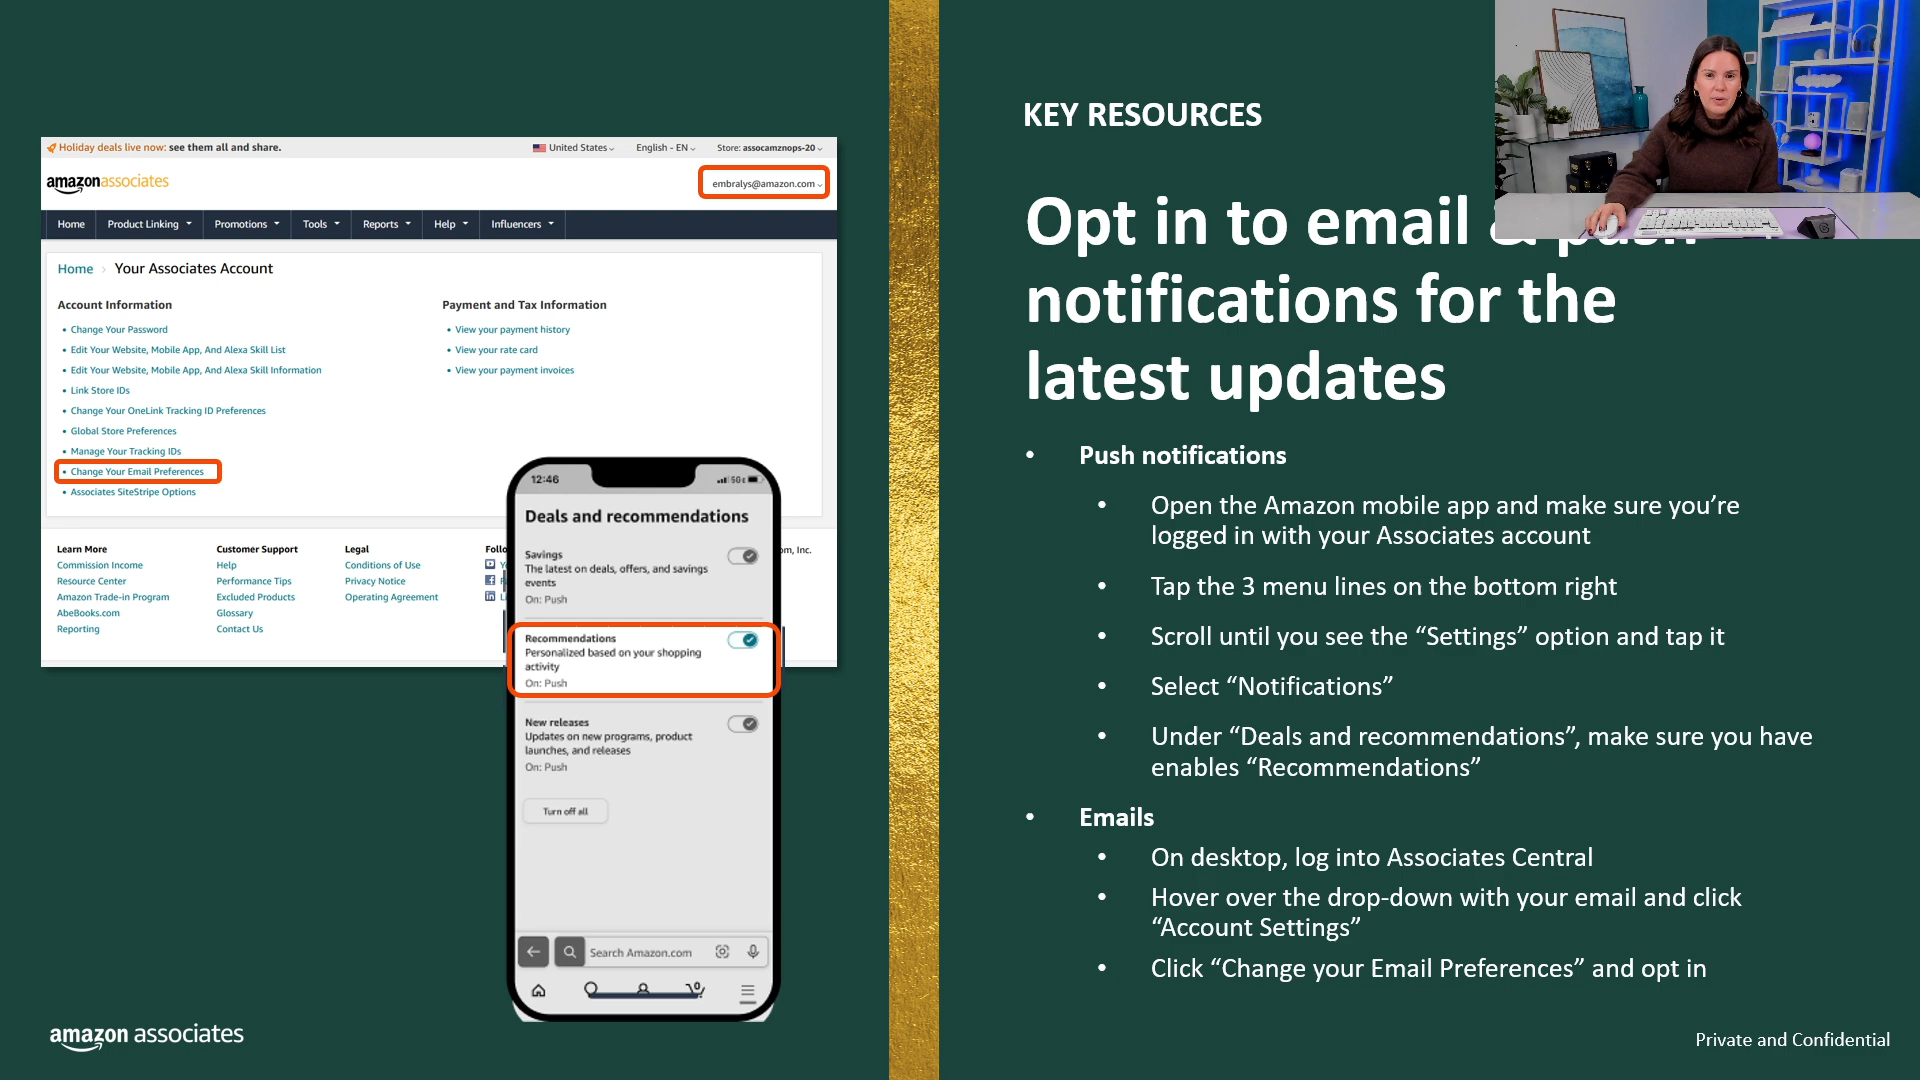 Holiday deals live now: see them all and share.
United States
English - EN
Store: assocamznops-20
amazonassociates
embralys@amazon.com
Home
Product Linking
Promotions
Tools
Reports
Help
Influencers
Home › Your Associates Account
Account Information
• Change Your Password
• Edit Your Website, Mobile App, And Alexa Skill List
• Edit Your Website, Mobile App, And Alexa Skill Information
• Link Store IDs
• Change Your OneLink Tracking ID Preferences
• Global Store Preferences
• Manage Your Tracking IDs
• Change Your Email Preferences
• Associates SiteStripe Options
Payment and Tax Information
• View your payment history
• View your rate card
• View your payment invoices
Learn More
Commission Income
Resource Center
Amazon Trade-in Program
AbeBooks.com
Reporting
Customer Support
Help
Performance Tips
Excluded Products
Glossary
Contact Us
Legal
Conditions of Use
Privacy Notice
Operating Agreement
12:46
5G
Deals and recommendations
Savings
The latest on deals, offers, and savings
events
On: Push
Recommendations
Personalized based on your shopping
activity
On: Push
New releases
Updates on new programs, product
launches, and releases
On: Push
Turn off all
Search Amazon.com
0
amazon associates
KEY RESOURCES
Opt in to email & push
notifications for the
latest updates
• Push notifications
• Open the Amazon mobile app and make sure you’re
logged in with your Associates account
• Tap the 3 menu lines on the bottom right
• Scroll until you see the “Settings” option and tap it
• Select “Notifications”
• Under “Deals and recommendations”, make sure you have
enables “Recommendations”
• Emails
• On desktop, log into Associates Central
• Hover over the drop-down with your email and click
“Account Settings”
• Click “Change your Email Preferences” and opt in
Private and Confidential